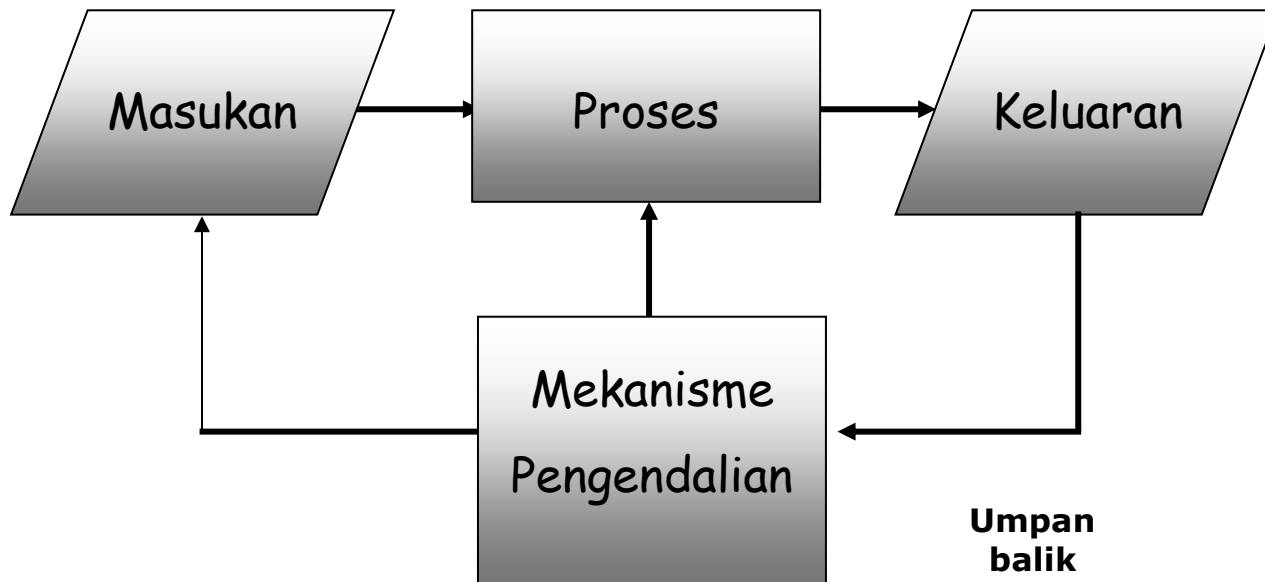 Masukan
Proses
Keluaran
Mekanisme
Pengendalian
Umpan
balik